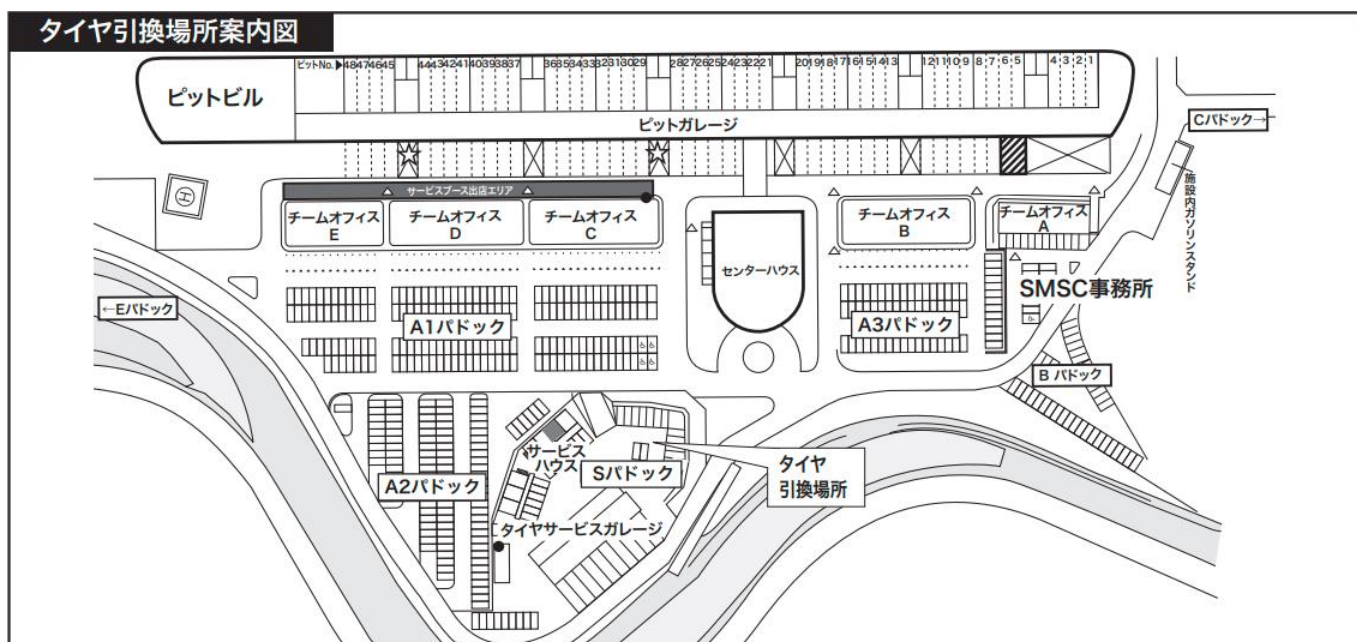 タイヤ引換場所案内図
ピットNo.▶48 47 46 45 44 43 42 41 40 39 38 37 36 35 34 33 32 31 30 29 28 27 26 25 24 23 22 21 20 19 18 17 16 15 14 13 12 11 10 9 8 7 6 5 4 3 2 1
ピットビル
ピットガレージ
Cパドック→
サービスブース出店エリア
施設内ガソリンスタンド
H
チームオフィス
E
チームオフィス
D
チームオフィス
C
チームオフィス
B
チームオフィス
A
センターハウス
SMSC事務所
←Eパドック
A1パドック
A3パドック
B パドック
サービス
ハウス
Sパドック
タイヤ
引換場所
A2パドック
タイヤサービスガレージ